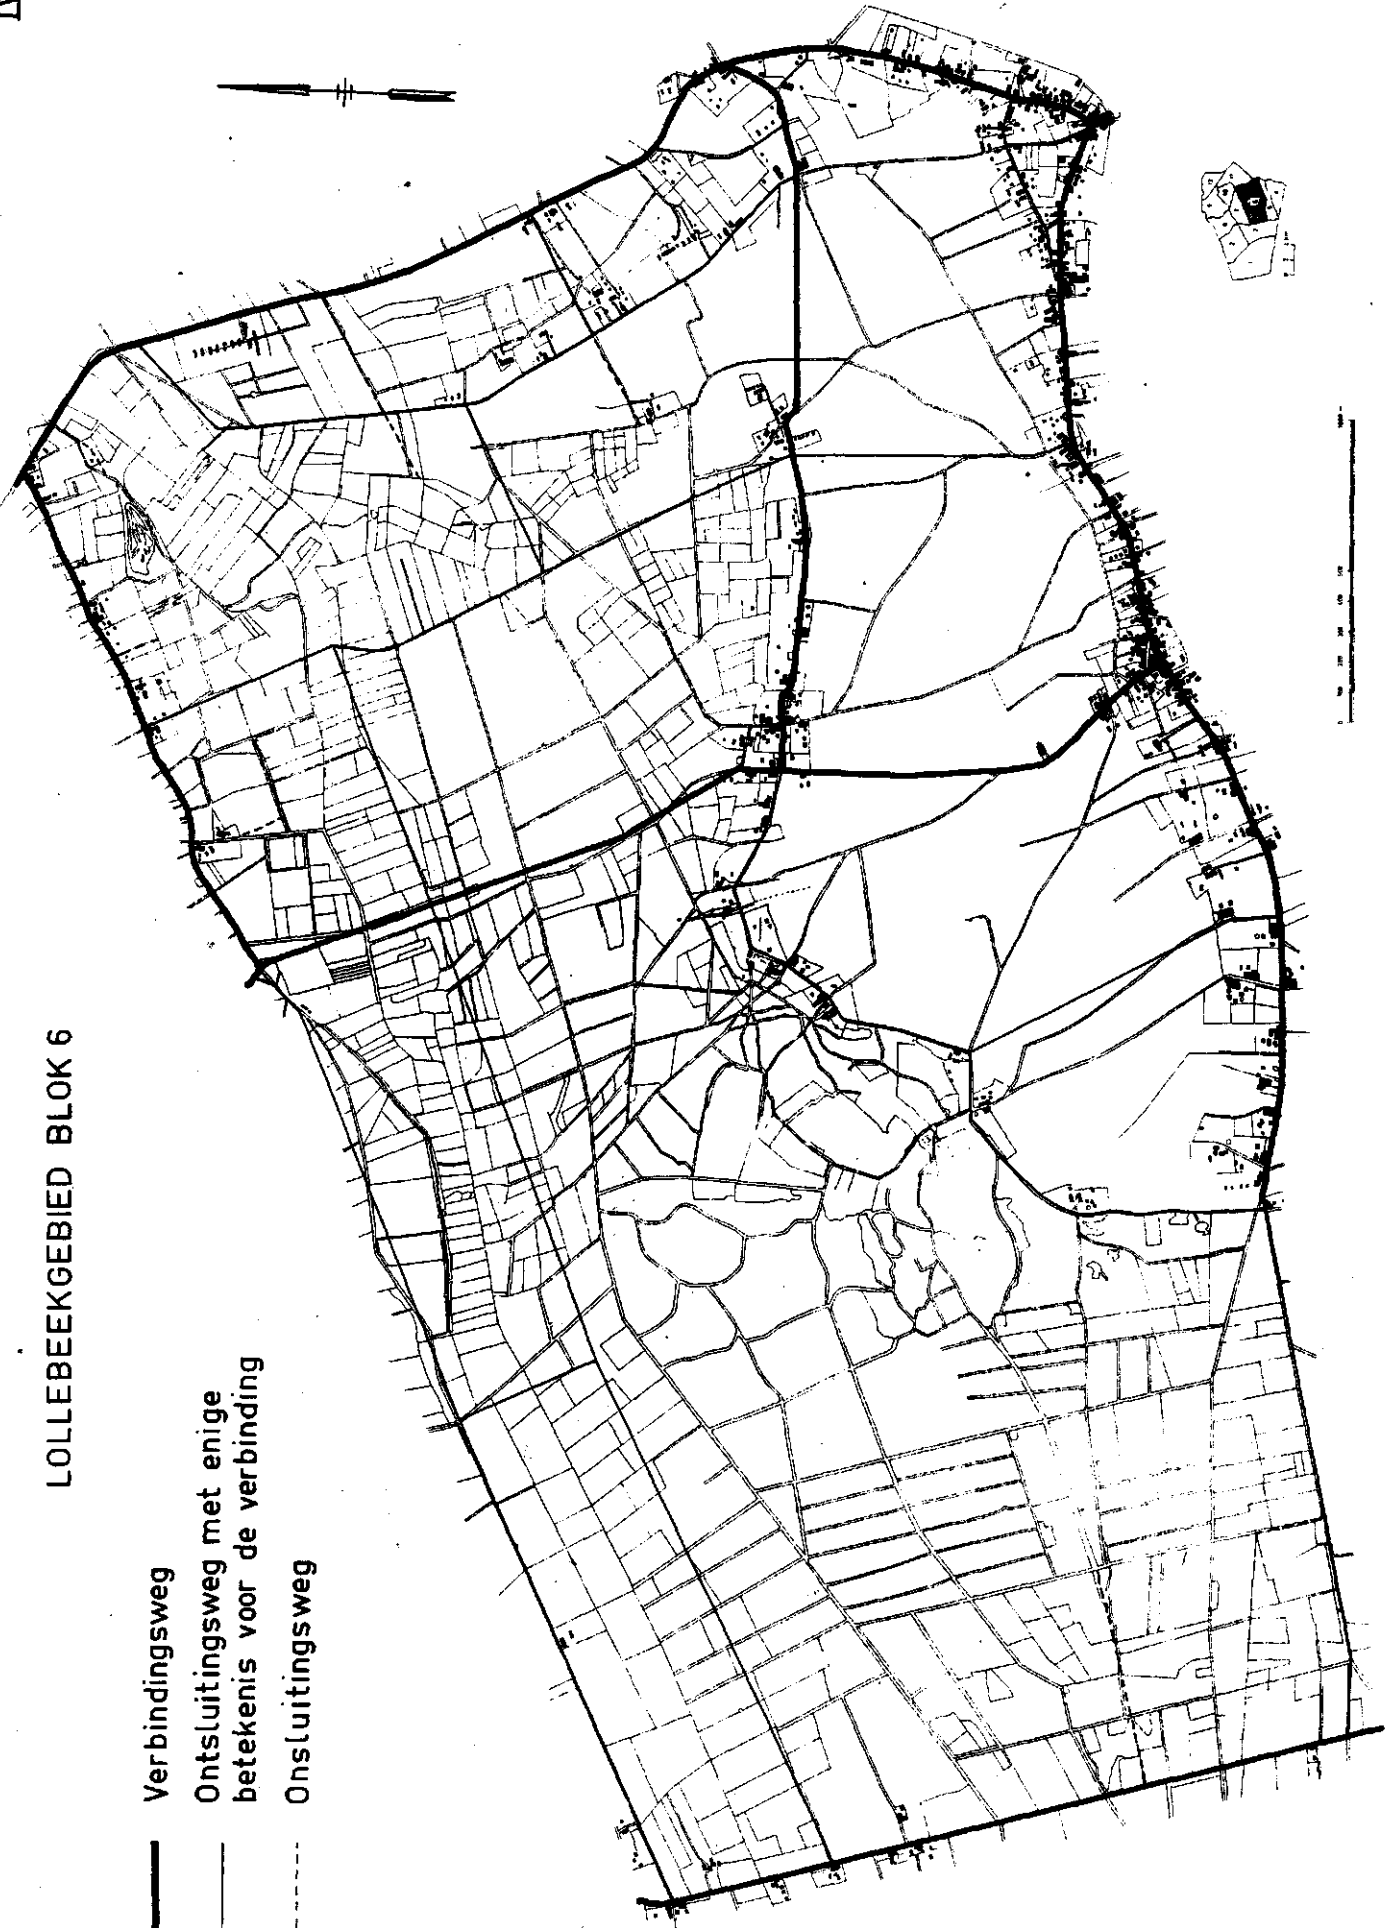 LOLLEBEEKGEBIED BLOK 6
Verbindingsweg
Ontsluitingsweg met enige
betekenis voor de verbinding
Onsluitingsweg